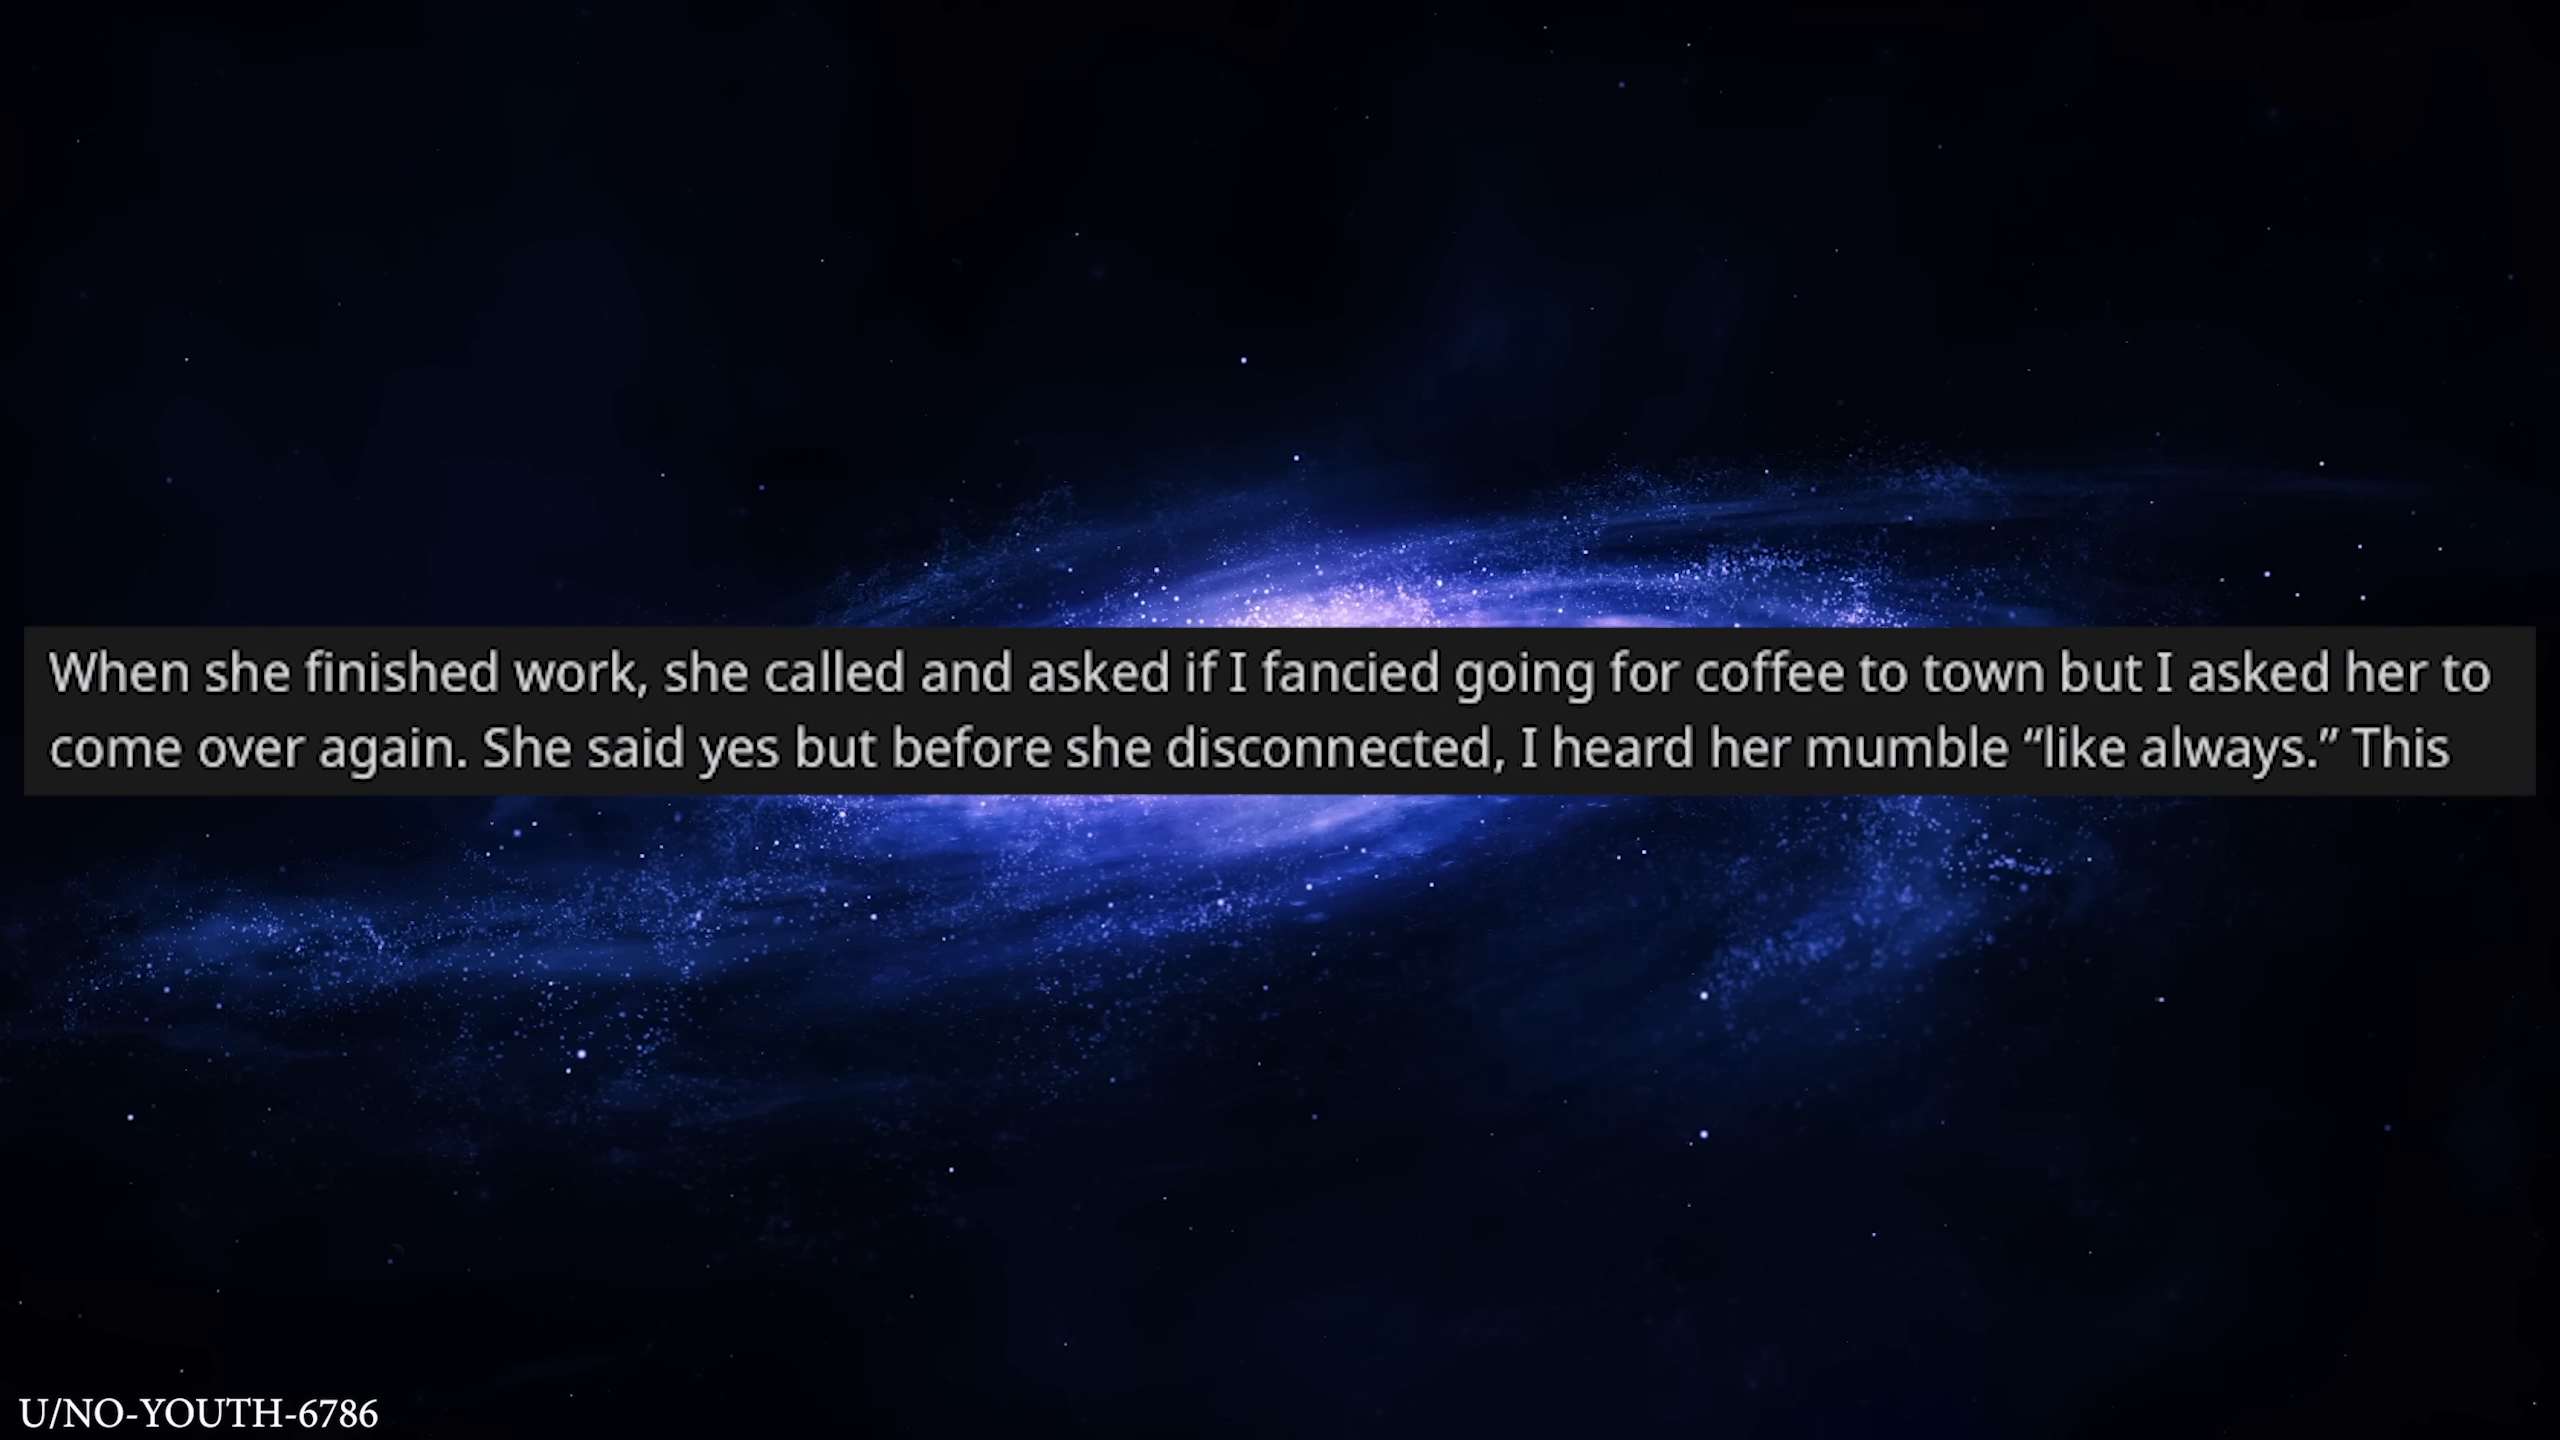 When she finished work, she called and asked if I fancied going for coffee to town but I asked her to
come over again. She said yes but before she disconnected, I heard her mumble “like always.” This
U/NO-YOUTH-6786